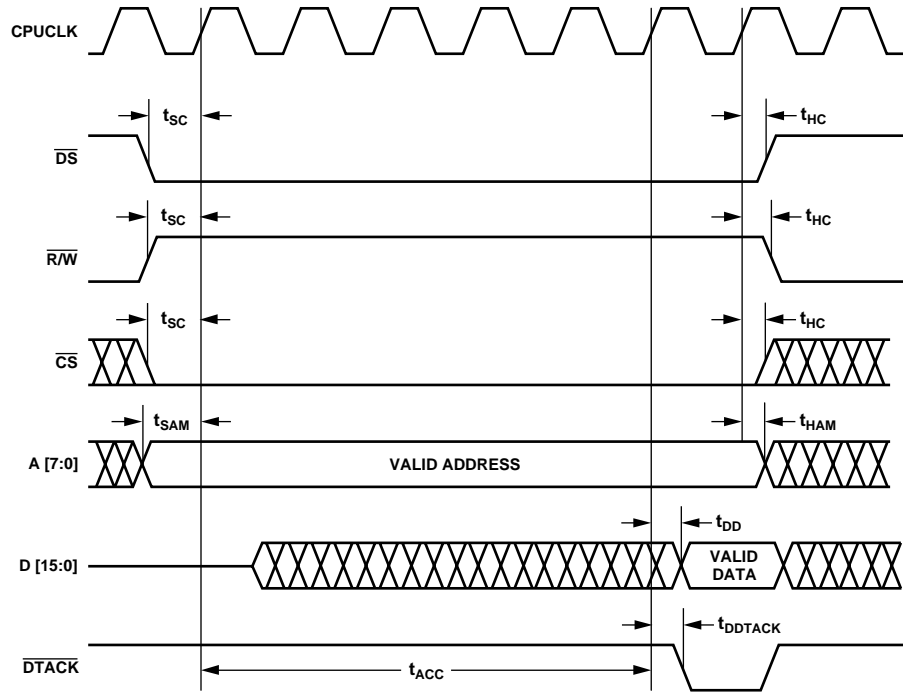 CPUCLK
tSC
tHC
DS
tSC
tHC
R/W
tSC
tHC
CS
tSAM
tHAM
A [7:0]
VALID ADDRESS
tDD
D [15:0]
VALID
DATA
tDDTACK
DTACK
tACC